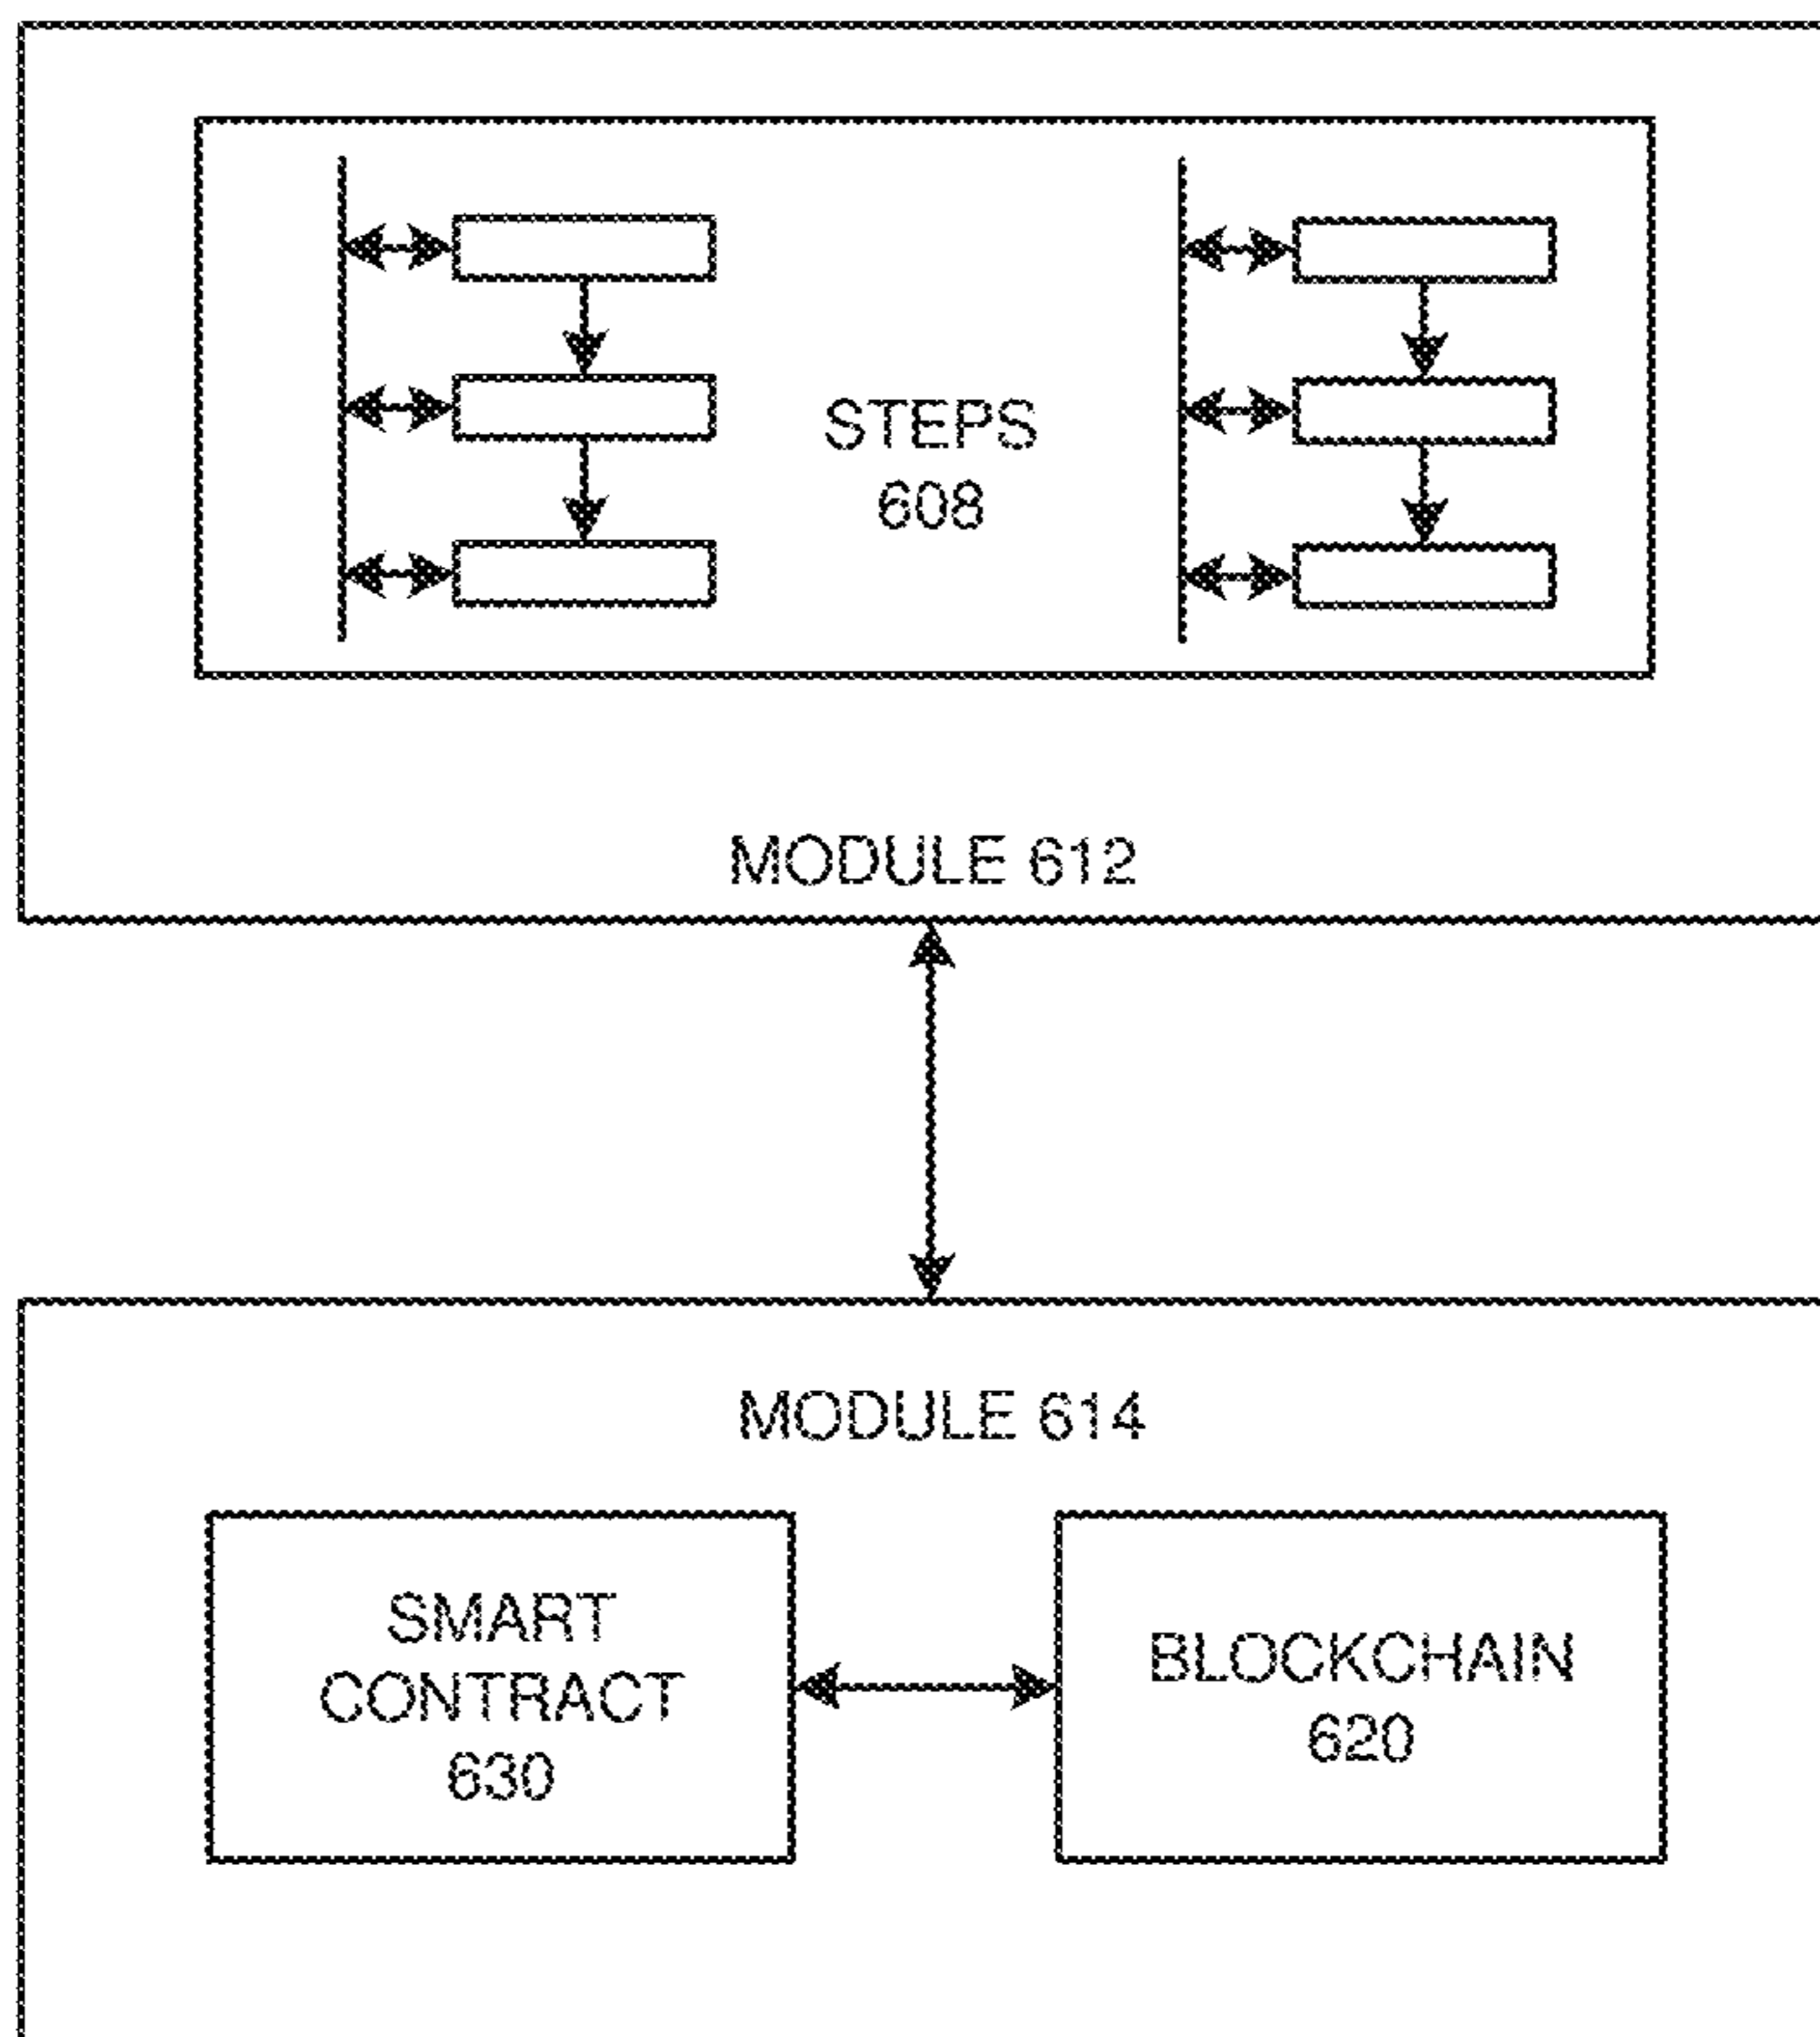 STEPS
608
MODULE 612
MODULE 614
SMART
CONTRACT
630
BLOCKCHAIN
620